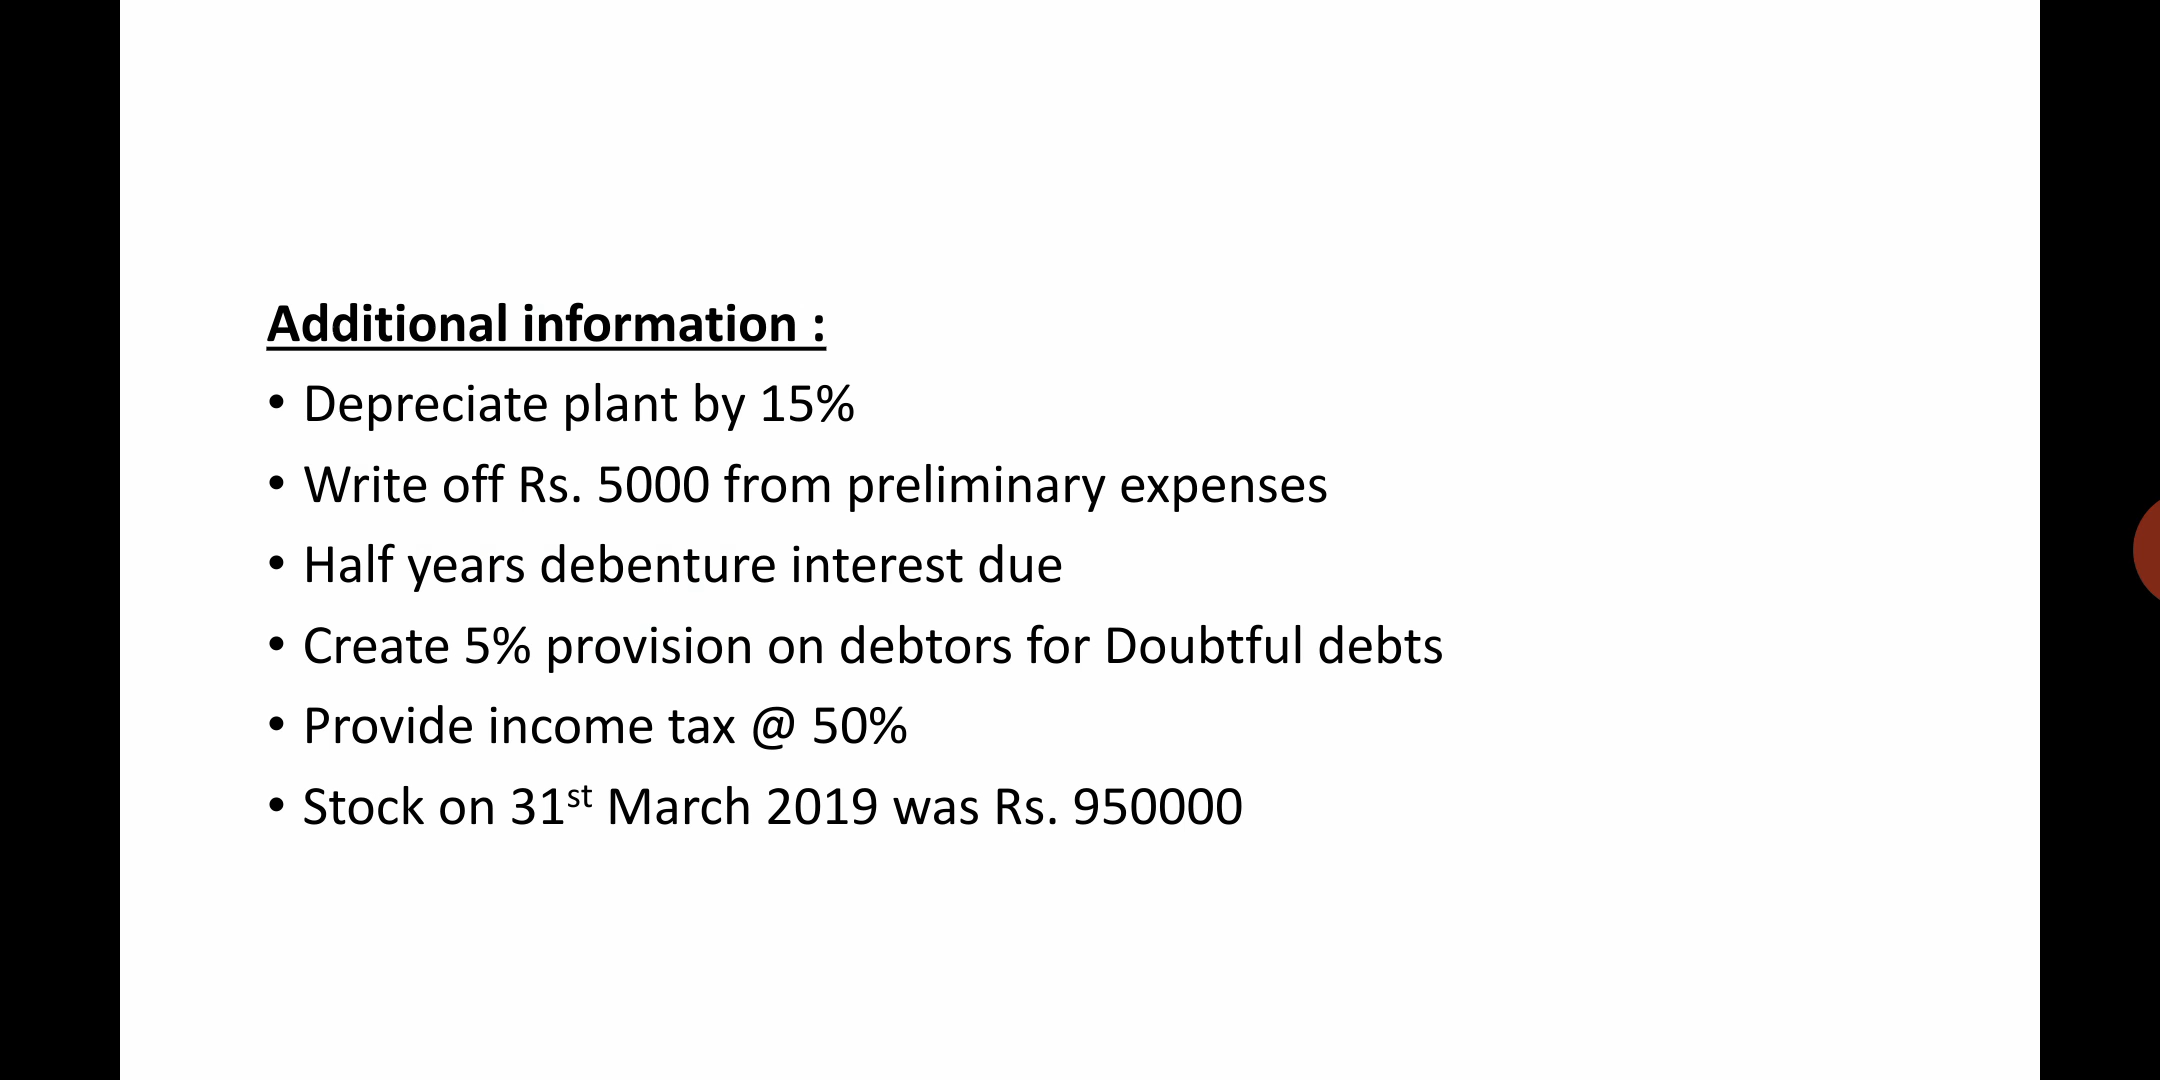 Additional information :
• Depreciate plant by 15%
• Write off Rs. 5000 from preliminary expenses
• Half years debenture interest due
• Create 5% provision on debtors for Doubtful debts
• Provide income tax @ 50%
• Stock on 31st March 2019 was Rs. 950000